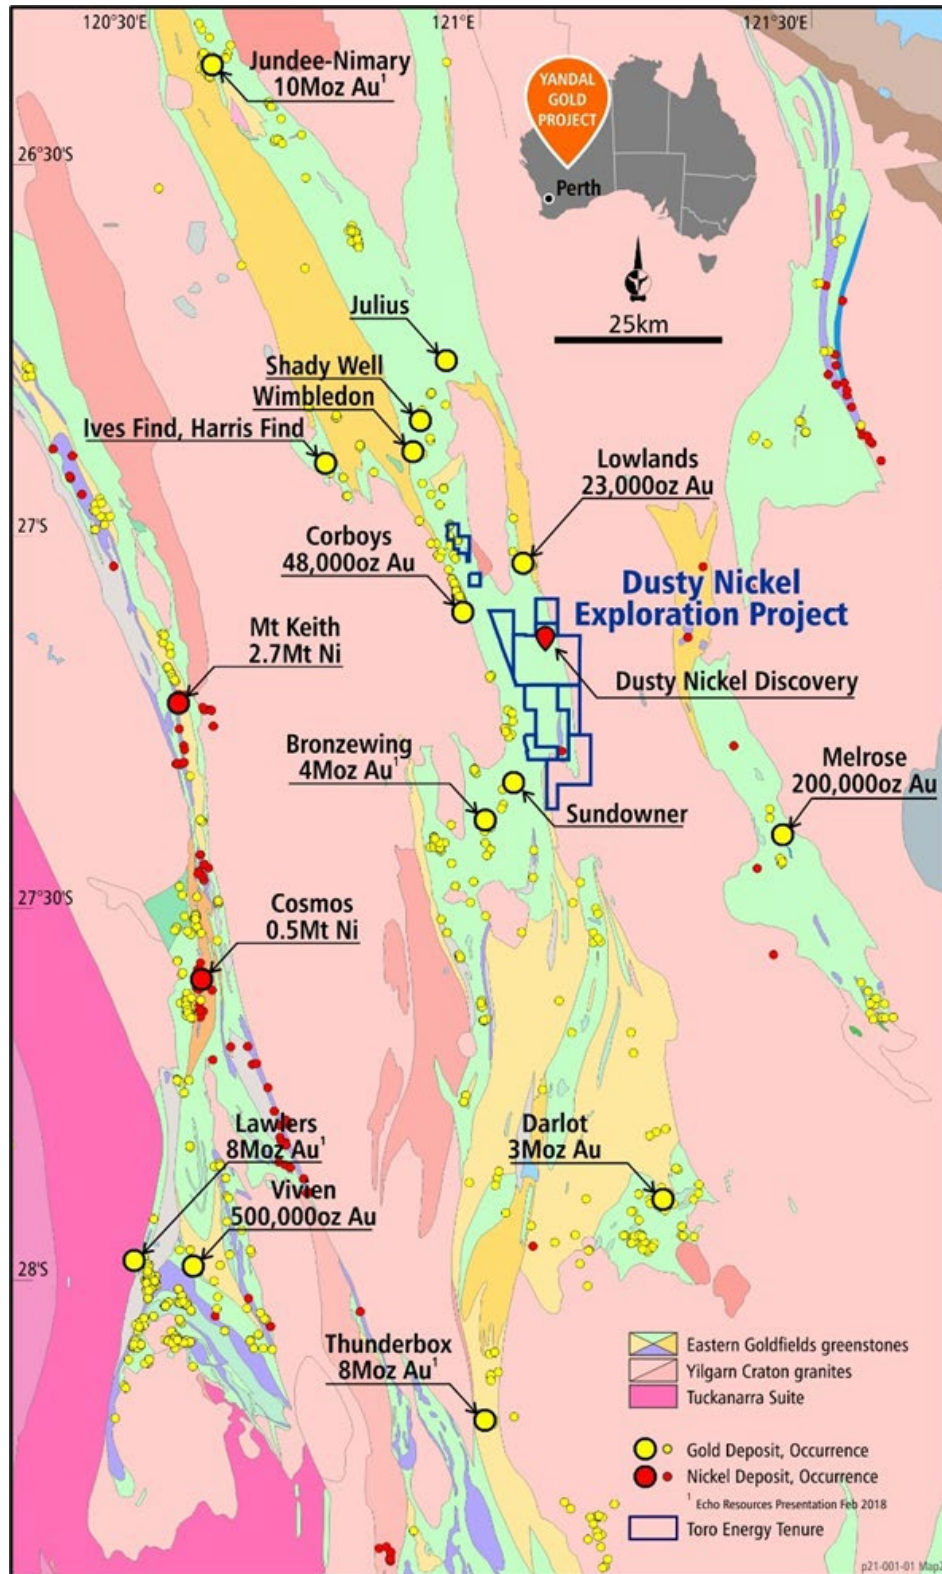 120°30'E
121°E
121°30'E
Jundee-Nimary
10Moz Au¹
YANDAL
GOLD
PROJECT
Perth
26°30'S
25km
Julius
Shady Well
Wimbledon
Ives Find, Harris Find
Lowlands
23,000oz Au
27°S
Corboys
48,000oz Au
Dusty Nickel
Exploration Project
Mt Keith
2.7Mt Ni
Dusty Nickel Discovery
Bronzewing
4Moz Au¹
Sundowner
Melrose
200,000oz Au
27°30'S
Cosmos
0.5Mt Ni
Lawlers
8Moz Au¹
Darlot
3Moz Au
Vivien
500,000oz Au
28°S
Thunderbox
8Moz Au¹
Eastern Goldfields greenstones
Yilgarn Craton granites
Tuckanarra Suite
Gold Deposit, Occurrence
Nickel Deposit, Occurrence
¹ Echo Resources Presentation Feb 2018
Toro Energy Tenure
p21-001-01 Map2